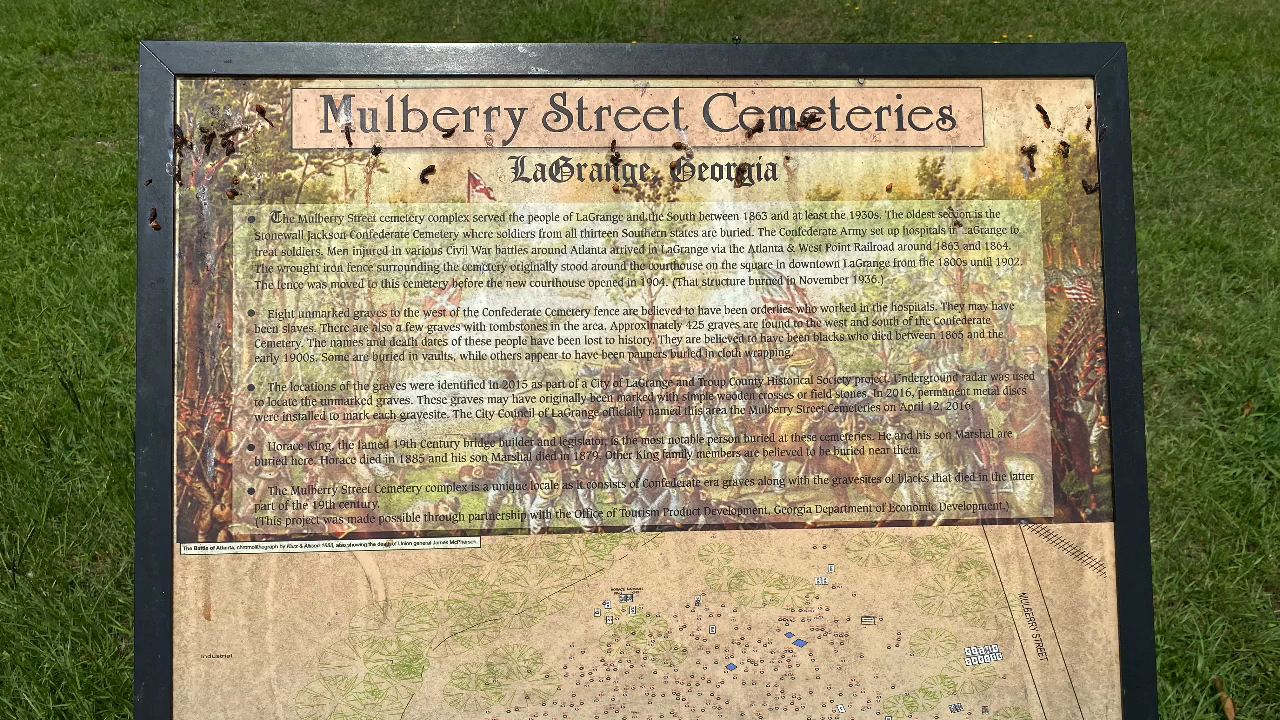 Mulberry Street Cemeteries
LaGrange, Georgia
• The Mulberry Street cemetery complex served the people of LaGrange and the South between 1863 and at least the 1930s. The oldest section is the
Stonewall Jackson Confederate Cemetery where soldiers from all thirteen Southern states are buried. The Confederate Army set up hospitals in LaGrange to
treat soldiers. Men injured in various Civil War battles around Atlanta arrived in LaGrange via the Atlanta & West Point Railroad around 1863 and 1864.
The wrought iron fence surrounding the cemetery originally stood around the courthouse on the square in downtown LaGrange from the 1800s until 1902.
The fence was moved to this cemetery before the new courthouse opened in 1904. (That structure burned in November 1936.)
• Eight unmarked graves to the west of the Confederate Cemetery fence are believed to have been orderlies who worked in the hospitals. They may have
been slaves. There are also a few graves with tombstones in the area. Approximately 425 graves are found to the west and south of the Confederate
Cemetery. The names and death dates of these people have been lost to history. They are believed to have been blacks who died between 1865 and the
early 1900s. Some are buried in vaults, while others appear to have been paupers buried in cloth wrapping.
• The locations of the graves were identified in 2015 as part of a City of LaGrange and Troup County Historical Society project. Underground radar was used
to locate the unmarked graves. These graves may have originally been marked with simple wooden crosses or field stones. In 2016, permanent metal discs
were installed to mark each gravesite. The City Council of LaGrange officially named this area the Mulberry Street Cemeteries on April 12, 2016.
• Horace King, the famed 19th Century bridge builder and legislator, is the most notable person buried at these cemeteries. He and his son Marshal are
buried here. Horace died in 1885 and his son Marshal died in 1879. Other King family members are believed to be buried near them.
• The Mulberry Street Cemetery complex is a unique locale as it consists of Confederate era graves along with the gravesites of blacks that died in the latter
part of the 19th century.
(This project was made possible through partnership with the Office of Tourism Product Development, Georgia Department of Economic Development.)
The Battle of Atlanta, chromolithograph by Kurz & Allison 1888, also showing the death of Union general James McPherson.
MULBERRY STREET
Industrial